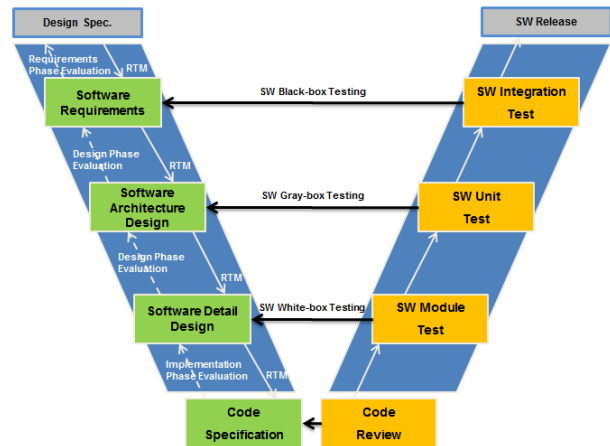 Design Spec.
SW Release
Requirements
Phase Evaluation
RTM
Software
Requirements
SW Black-box Testing
SW Integration
Test
Design Phase
Evaluation
RTM
Software
Architecture
Design
SW Gray-box Testing
SW Unit
Test
Design Phase
Evaluation
RTM
Software Detail
Design
SW White-box Testing
SW Module
Test
Implementation
Phase Evaluation
RTM
Code
Specification
Code
Review